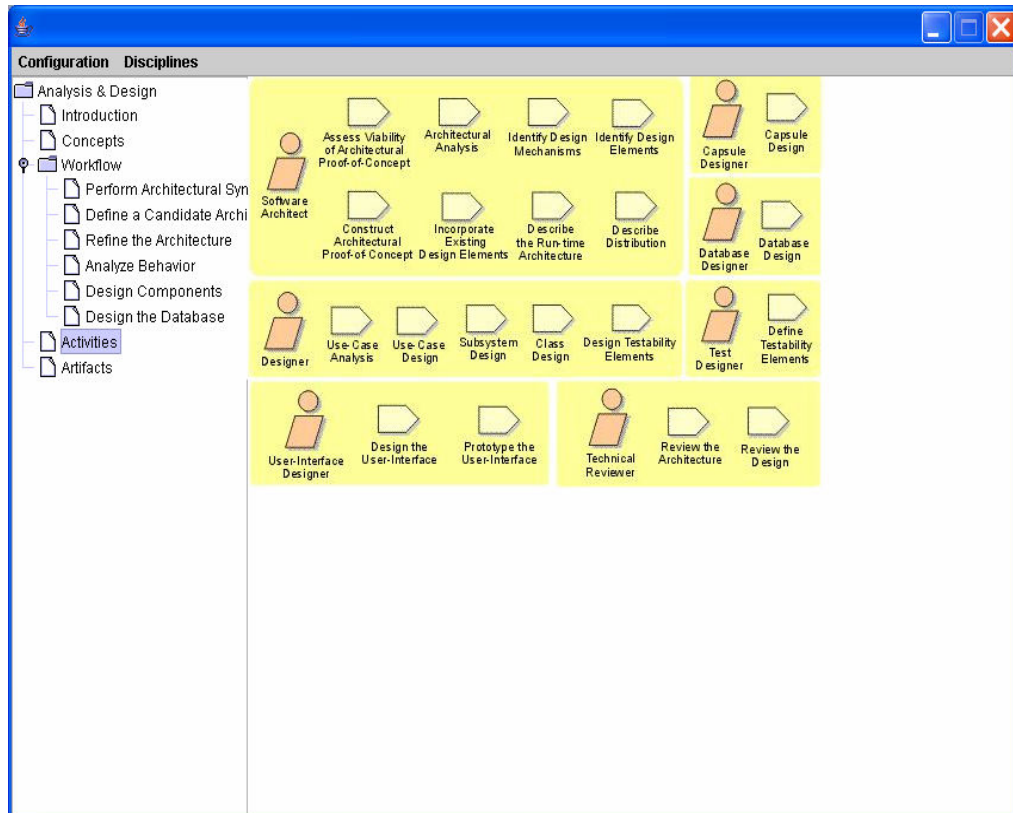 Configuration Disciplines
Analysis & Design
Introduction
Concepts
Workflow
Perform Architectural Syn
Define a Candidate Archi
Refine the Architecture
Analyze Behavior
Design Components
Design the Database
Activities
Artifacts
Software
Architect
Assess Viability
of Architectural
Proof-of-Concept
Architectural
Analysis
Identify Design
Mechanisms
Identify Design
Elements
Construct
Architectural
Proof-of-Concept
Incorporate
Existing
Design Elements
Describe
the Run-time
Architecture
Describe
Distribution
Capsule
Designer
Capsule
Design
Database
Designer
Database
Design
Designer
Use-Case
Analysis
Use-Case
Design
Subsystem
Design
Class
Design
Design Testability
Elements
Test
Designer
Define
Testability
Elements
User-Interface
Designer
Design the
User-Interface
Prototype the
User-Interface
Technical
Reviewer
Review the
Architecture
Review the
Design